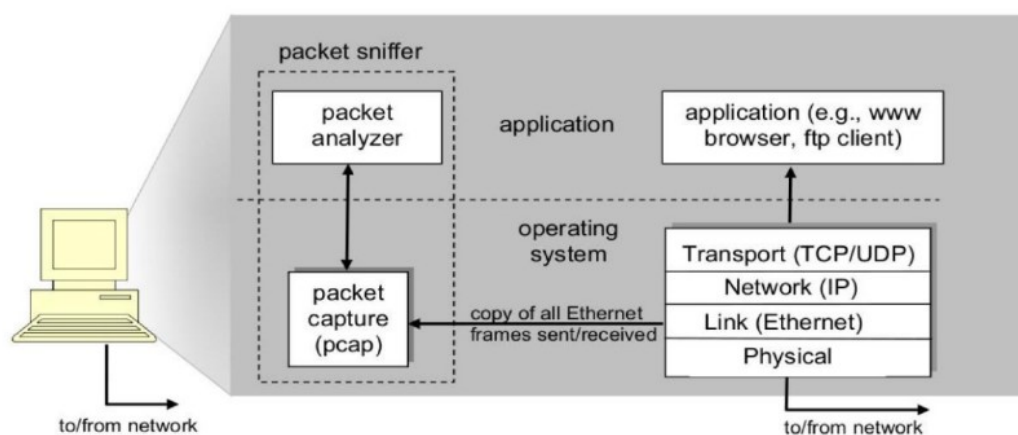 packet sniffer
packet
analyzer
application
application (e.g., www
browser, ftp client)
operating
system
packet
capture
(pcap)
copy of all Ethernet
frames sent/received
Transport (TCP/UDP)
Network (IP)
Link (Ethernet)
Physical
to/from network
to/from network